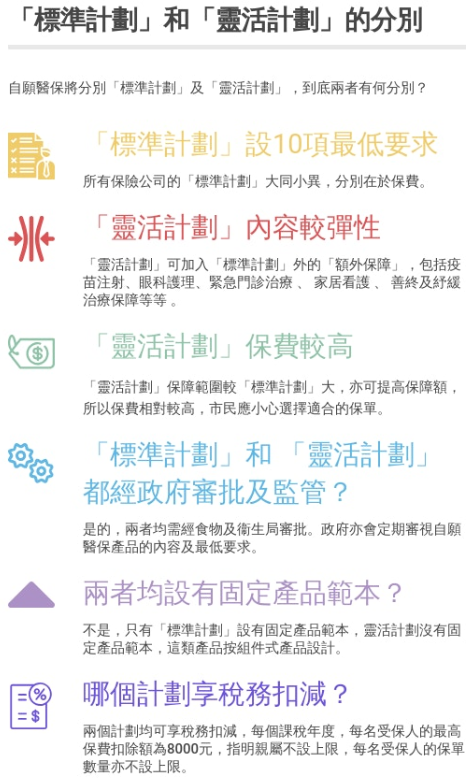 「標準計劃」和「靈活計劃」的分別
自願醫保將分別「標準計劃」及「靈活計劃」，到底兩者有何分別？
「標準計劃」設10項最低要求
所有保險公司的「標準計劃」大同小異，分別在於保費。
「靈活計劃」內容較彈性
「靈活計劃」可加入「標準計劃」外的「額外保障」，包括疫
苗注射、眼科護理、緊急門診治療 、 家居看護 、 善終及紓緩
治療保障等等 。
「靈活計劃」保費較高
「靈活計劃」保障範圍較「標準計劃」大，亦可提高保障額，
所以保費相對較高，市民應小心選擇適合的保單。
「標準計劃」和 「靈活計劃」
都經政府審批及監管？
是的，兩者均需經食物及衞生局審批。政府亦會定期審視自願
醫保產品的內容及最低要求。
兩者均設有固定產品範本？
不是，只有「標準計劃」設有固定產品範本，靈活計劃沒有固
定產品範本，這類產品按組件式產品設計。
哪個計劃享稅務扣減？
兩個計劃均可享稅務扣減，每個課稅年度，每名受保人的最高
保費扣除額為8000元，指明親屬不設上限，每名受保人的保單
數量亦不設上限。